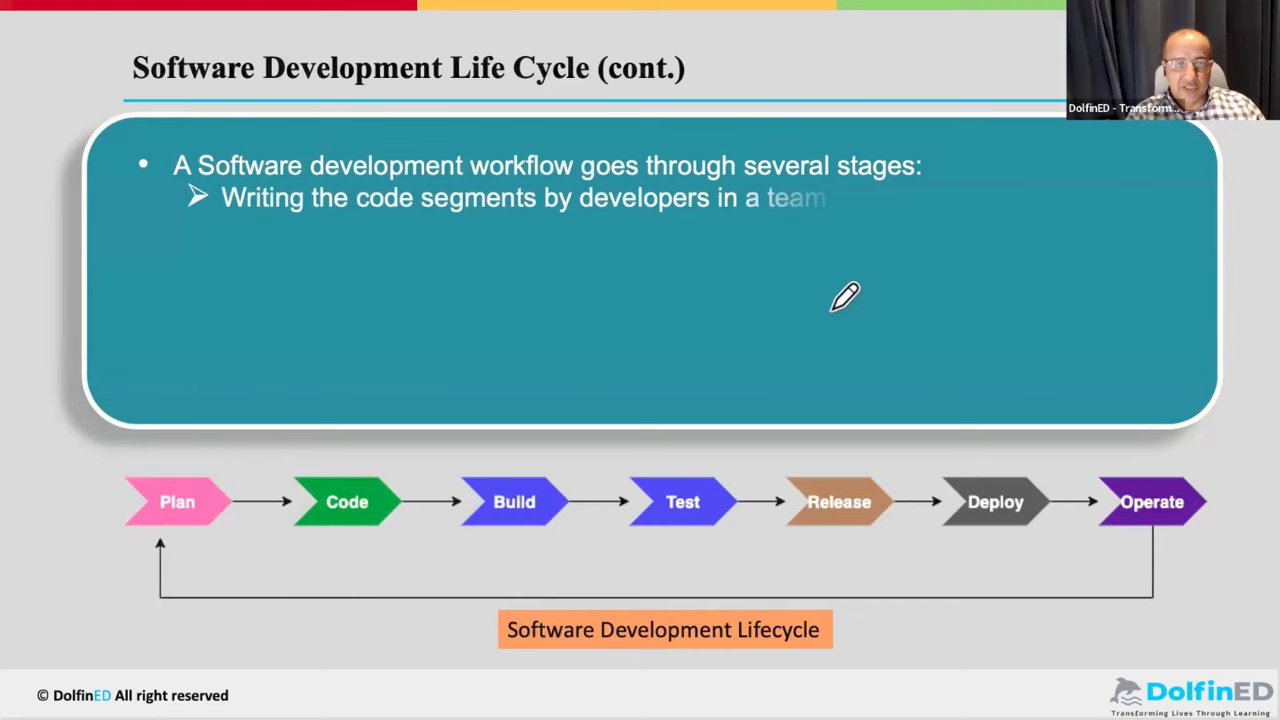 Software Development Life Cycle (cont.)
DolfinED - Transform...
• A Software development workflow goes through several stages:
➢ Writing the code segments by developers in a team
Plan
Code
Build
Test
Release
Deploy
Operate
Software Development Lifecycle
© DolfinED All right reserved
DolfinED
Transforming Lives Through Learning